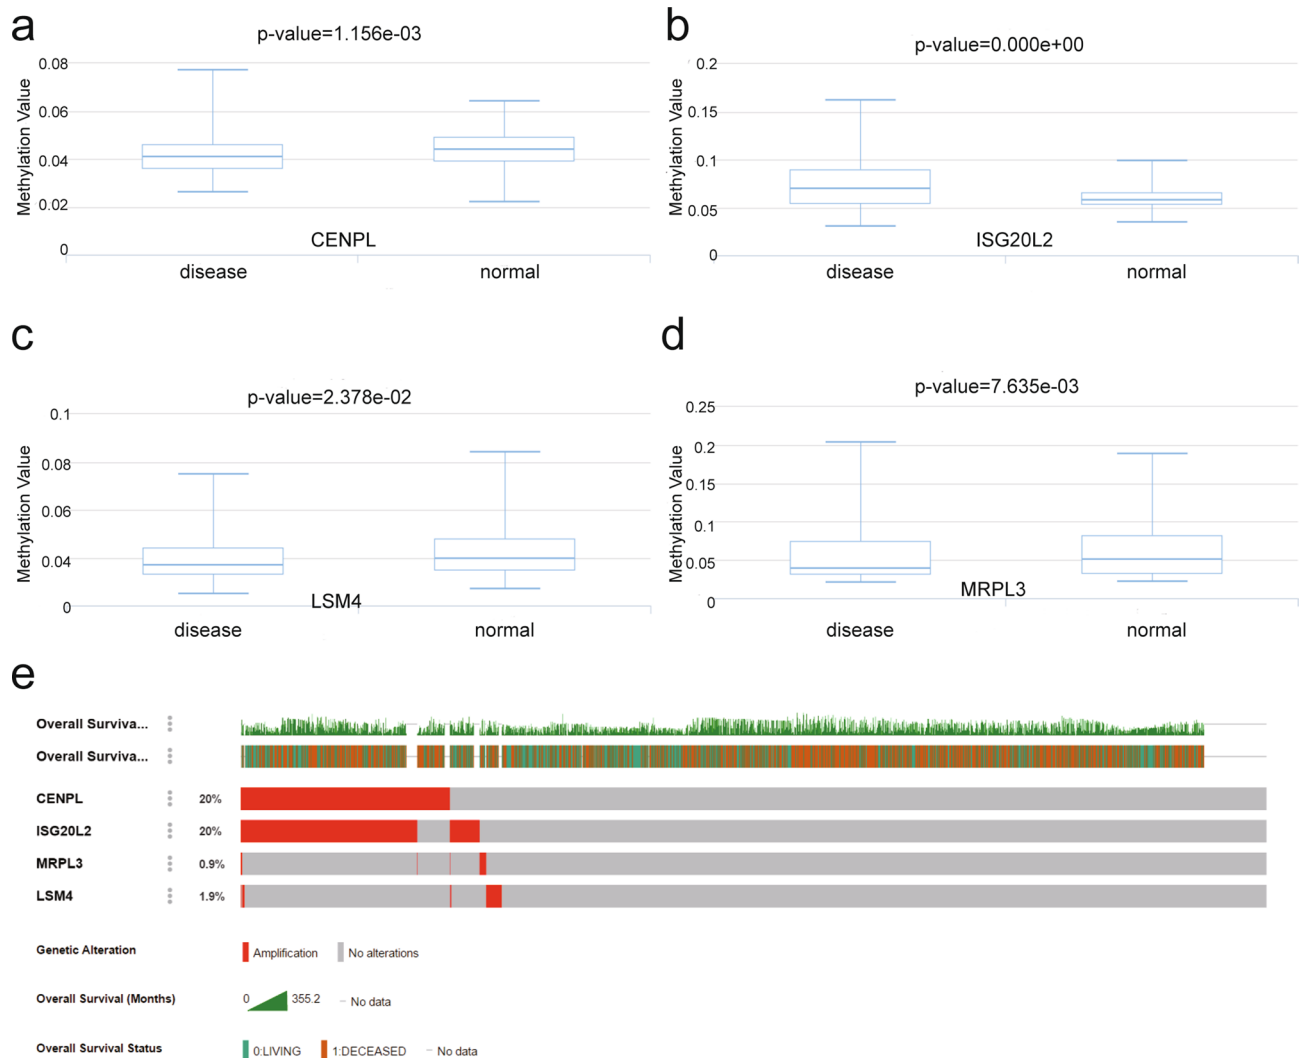 a
p-value=1.156e-03
Methylation Value
0.08
0.06
0.04
0.02
0
CENPL
disease
normal
b
p-value=0.000e+00
Methylation Value
0.2
0.15
0.1
0.05
0
ISG20L2
disease
normal
c
p-value=2.378e-02
Methylation Value
0.1
0.08
0.06
0.04
0
LSM4
disease
normal
d
p-value=7.635e-03
Methylation Value
0.25
0.2
0.15
0.1
0.05
0
MRPL3
disease
normal
e
Overall Surviva...
Overall Surviva...
CENPL 20%
ISG20L2 20%
MRPL3 0.9%
LSM4 1.9%
Genetic Alteration Amplification No alterations
Overall Survival (Months) 0 355.2 – No data
Overall Survival Status 0:LIVING 1:DECEASED – No data